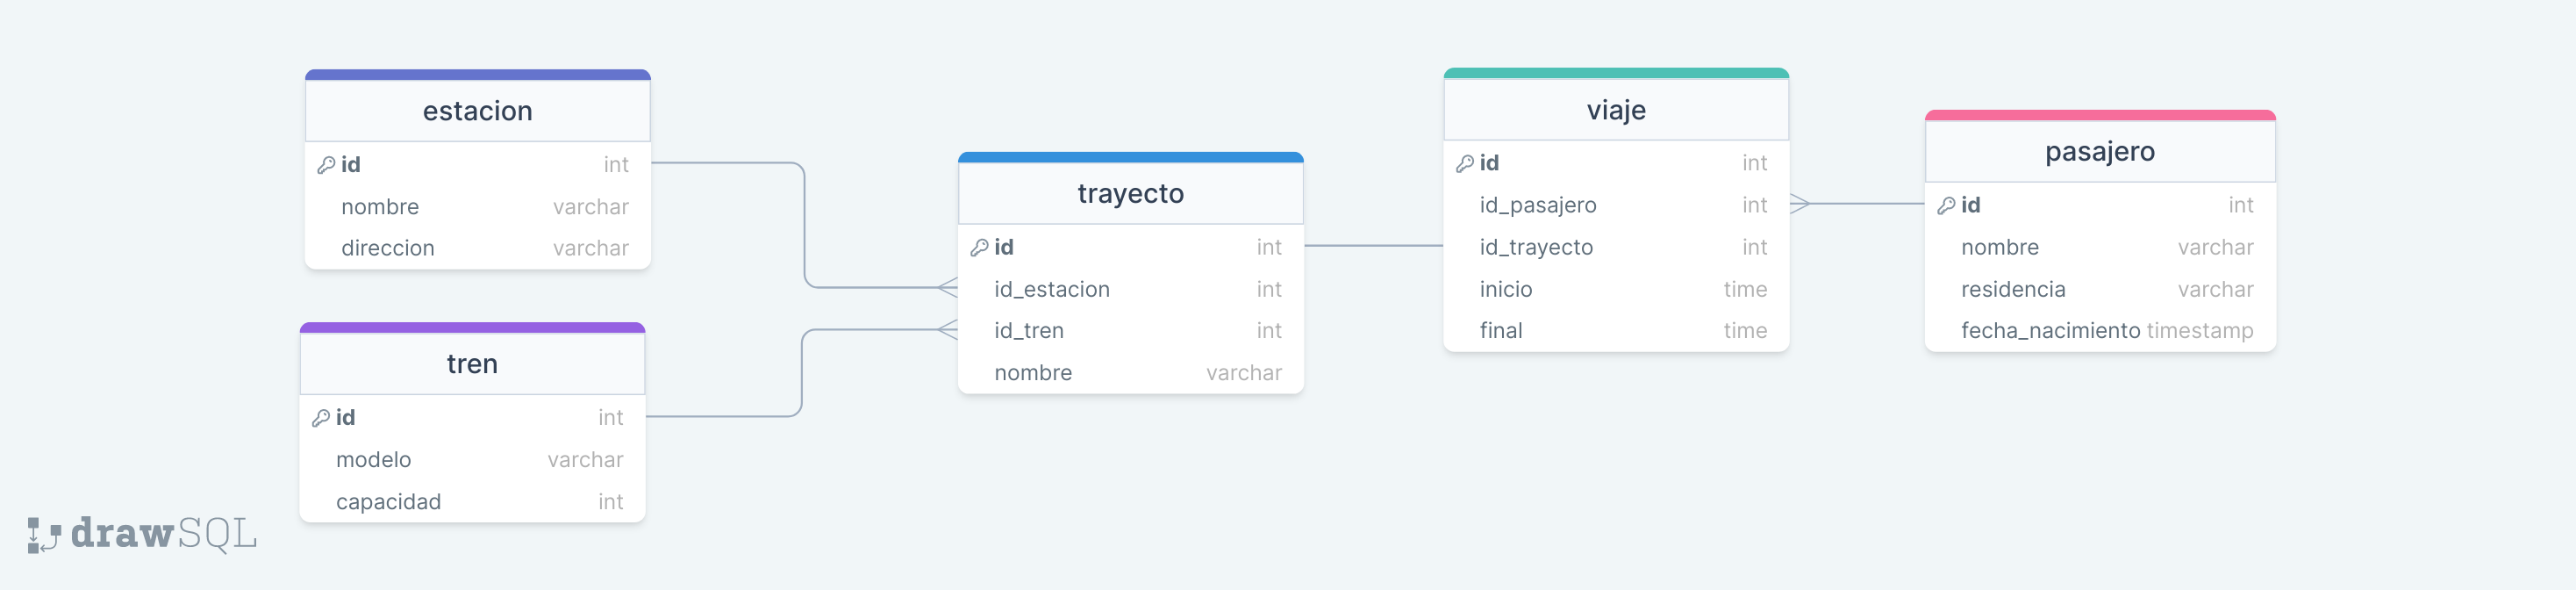 estacion
id int
nombre varchar
direccion varchar
tren
id int
modelo varchar
capacidad int
trayecto
id int
id_estacion int
id_tren int
nombre varchar
viaje
id int
id_pasajero int
id_trayecto int
inicio time
final time
pasajero
id int
nombre varchar
residencia varchar
fecha_nacimiento timestamp
drawSQL